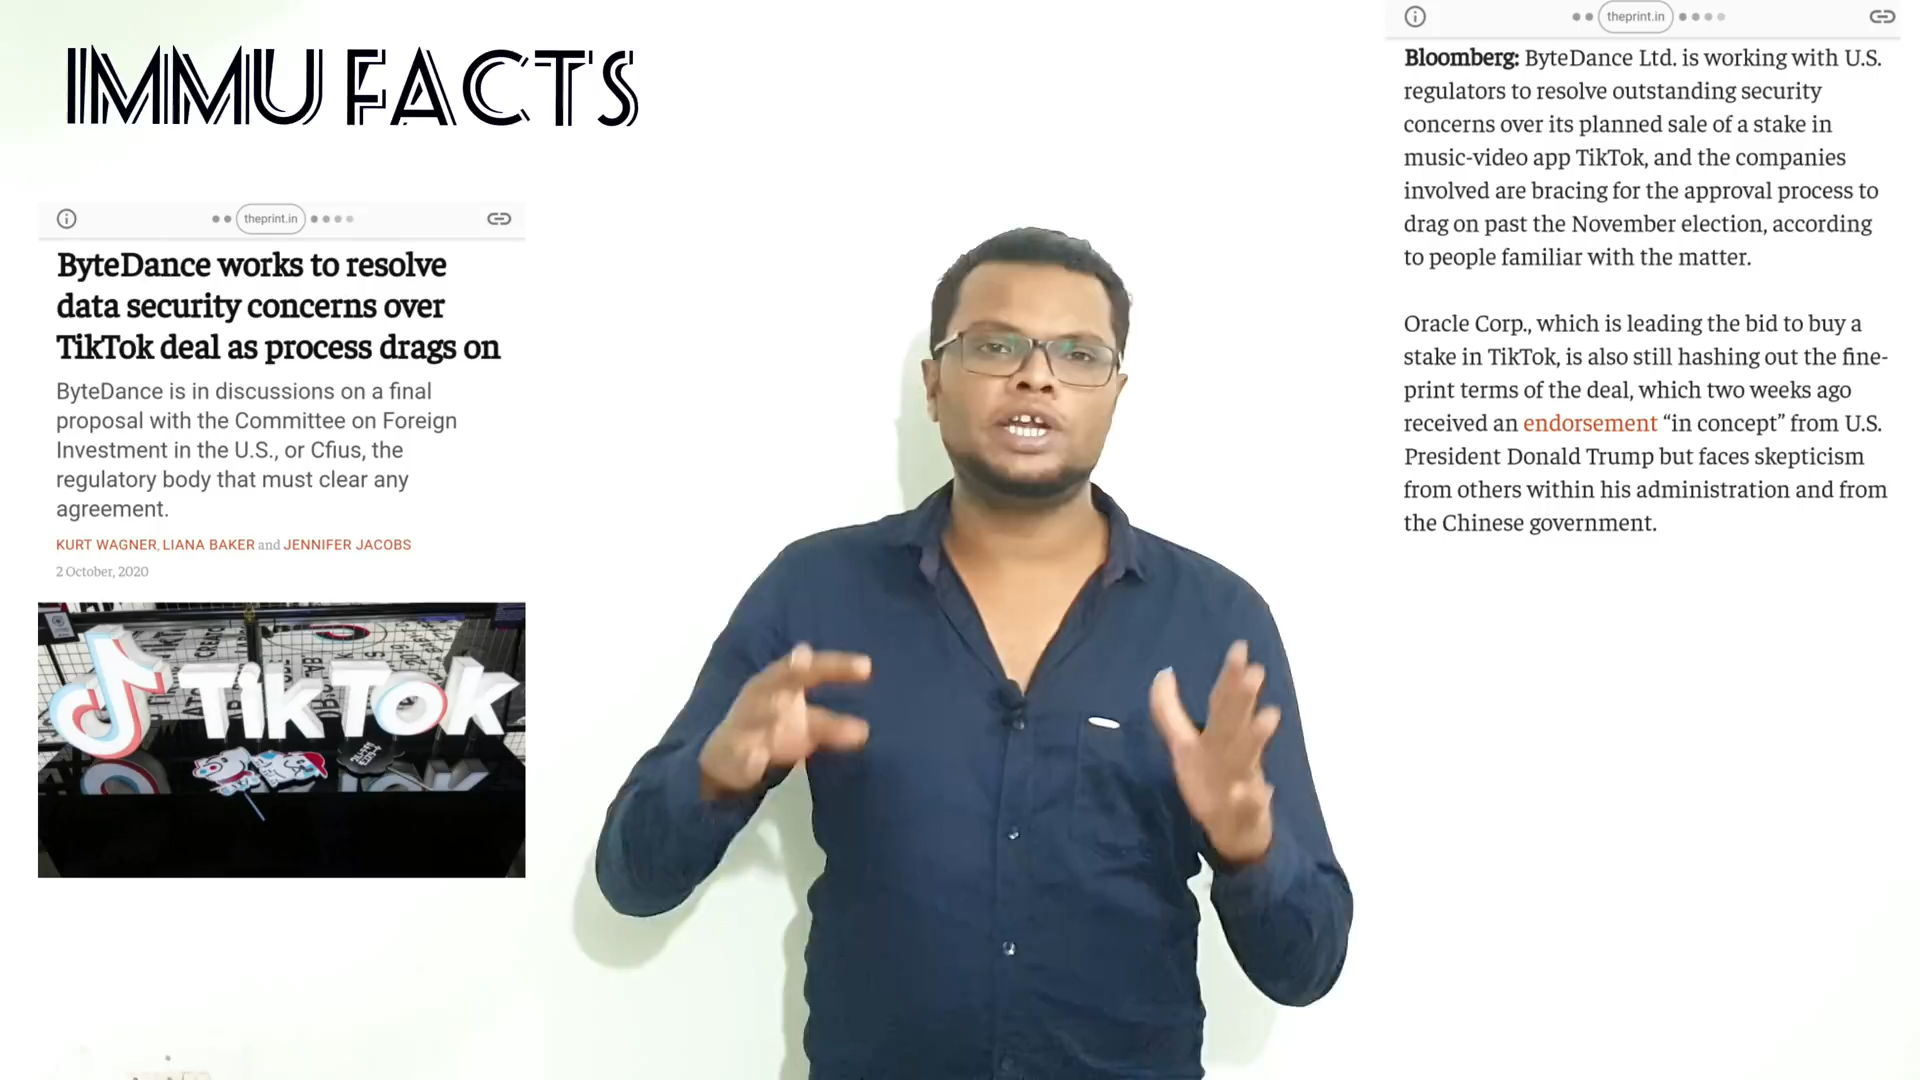 IMMU FACTS
theprint.in
ByteDance works to resolve
data security concerns over
TikTok deal as process drags on
ByteDance is in discussions on a final
proposal with the Committee on Foreign
Investment in the U.S., or Cfius, the
regulatory body that must clear any
agreement.
KURT WAGNER, LIANA BAKER and JENNIFER JACOBS
2 October, 2020
TikTok
theprint.in
Bloomberg: ByteDance Ltd. is working with U.S.
regulators to resolve outstanding security
concerns over its planned sale of a stake in
music-video app TikTok, and the companies
involved are bracing for the approval process to
drag on past the November election, according
to people familiar with the matter.
Oracle Corp., which is leading the bid to buy a
stake in TikTok, is also still hashing out the fine-
print terms of the deal, which two weeks ago
received an endorsement “in concept” from U.S.
President Donald Trump but faces skepticism
from others within his administration and from
the Chinese government.